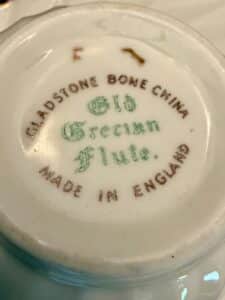 GLADSTONE BONE CHINA
Old
Grecian
Flute.
MADE IN ENGLAND